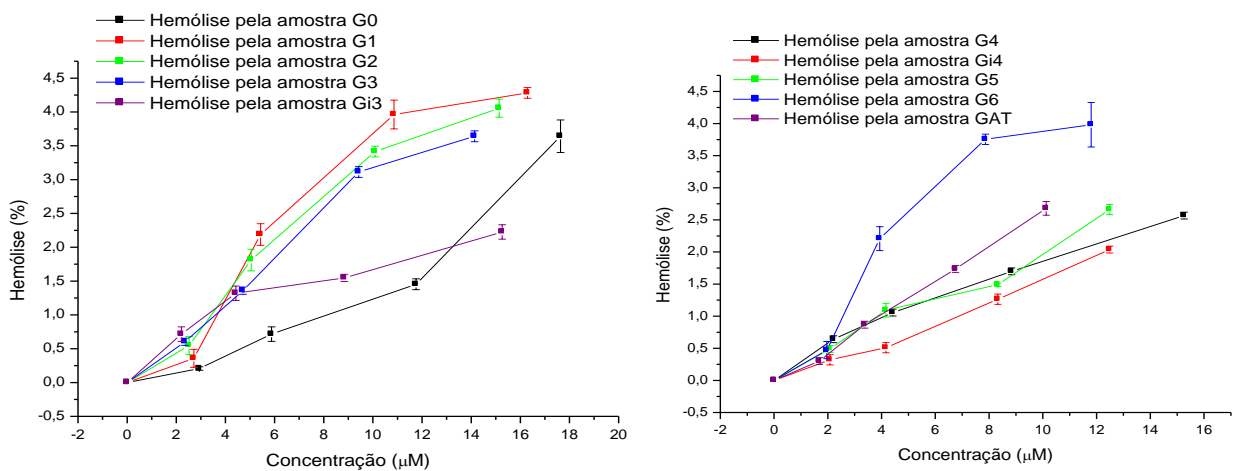 Hemólise pela amostra G0
Hemólise pela amostra G1
Hemólise pela amostra G2
Hemólise pela amostra G3
Hemólise pela amostra Gi3
4,5
4,0
3,5
3,0
2,5
2,0
1,5
1,0
0,5
0,0
-0,5
Hemólise (%)
-2 0 2 4 6 8 10 12 14 16 18 20
Concentração (μM)
Hemólise pela amostra G4
Hemólise pela amostra Gi4
Hemólise pela amostra G5
Hemólise pela amostra G6
Hemólise pela amostra GAT
4,5
4,0
3,5
3,0
2,5
2,0
1,5
1,0
0,5
0,0
-0,5
Hemólise (%)
-2 0 2 4 6 8 10 12 14 16
Concentração (μM)